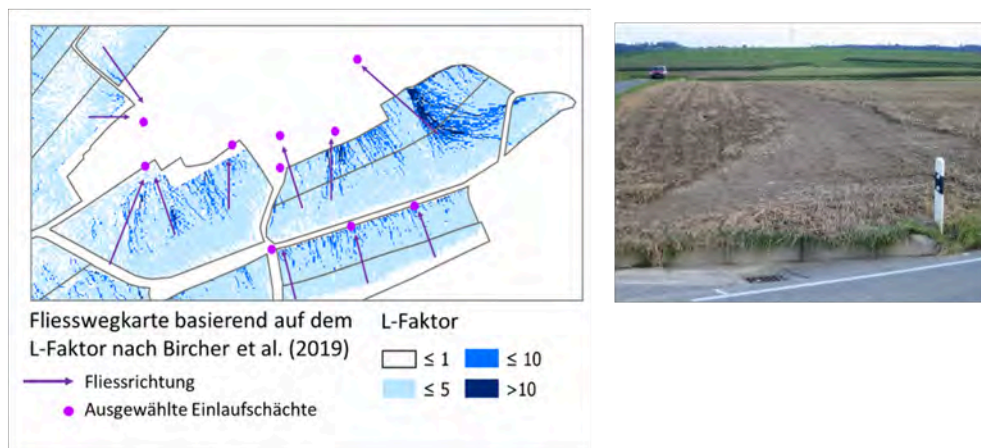 Fliesswegkarte basierend auf dem
L-Faktor nach Bircher et al. (2019)
Fliessrichtung
Ausgewählte Einlaufschächte
L-Faktor
≤ 1
≤ 10
≤ 5
>10